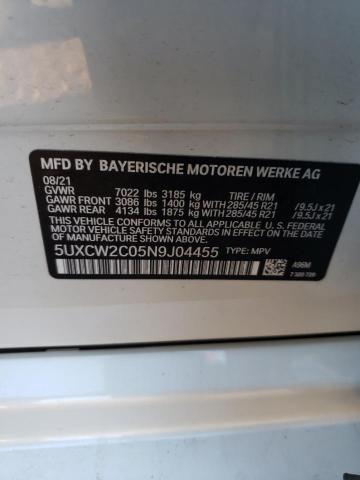 MFD BY BAYERISCHE MOTOREN WERKE AG
08/21
GVWR 7022 lbs 3185 kg TIRE / RIM
GAWR FRONT 3086 lbs 1400 kg WITH 285/45 R21 / 9.5J x 21
GAWR REAR 4134 lbs 1875 kg WITH 285/45 R21 / 9.5J x 21
THIS VEHICLE CONFORMS TO ALL APPLICABLE U.S. FEDERAL
MOTOR VEHICLE SAFETY STANDARDS IN EFFECT ON THE
DATE OF MANUFACTURE SHOWN ABOVE.
5UXCW2C05N9J04455 TYPE: MPV
A96M